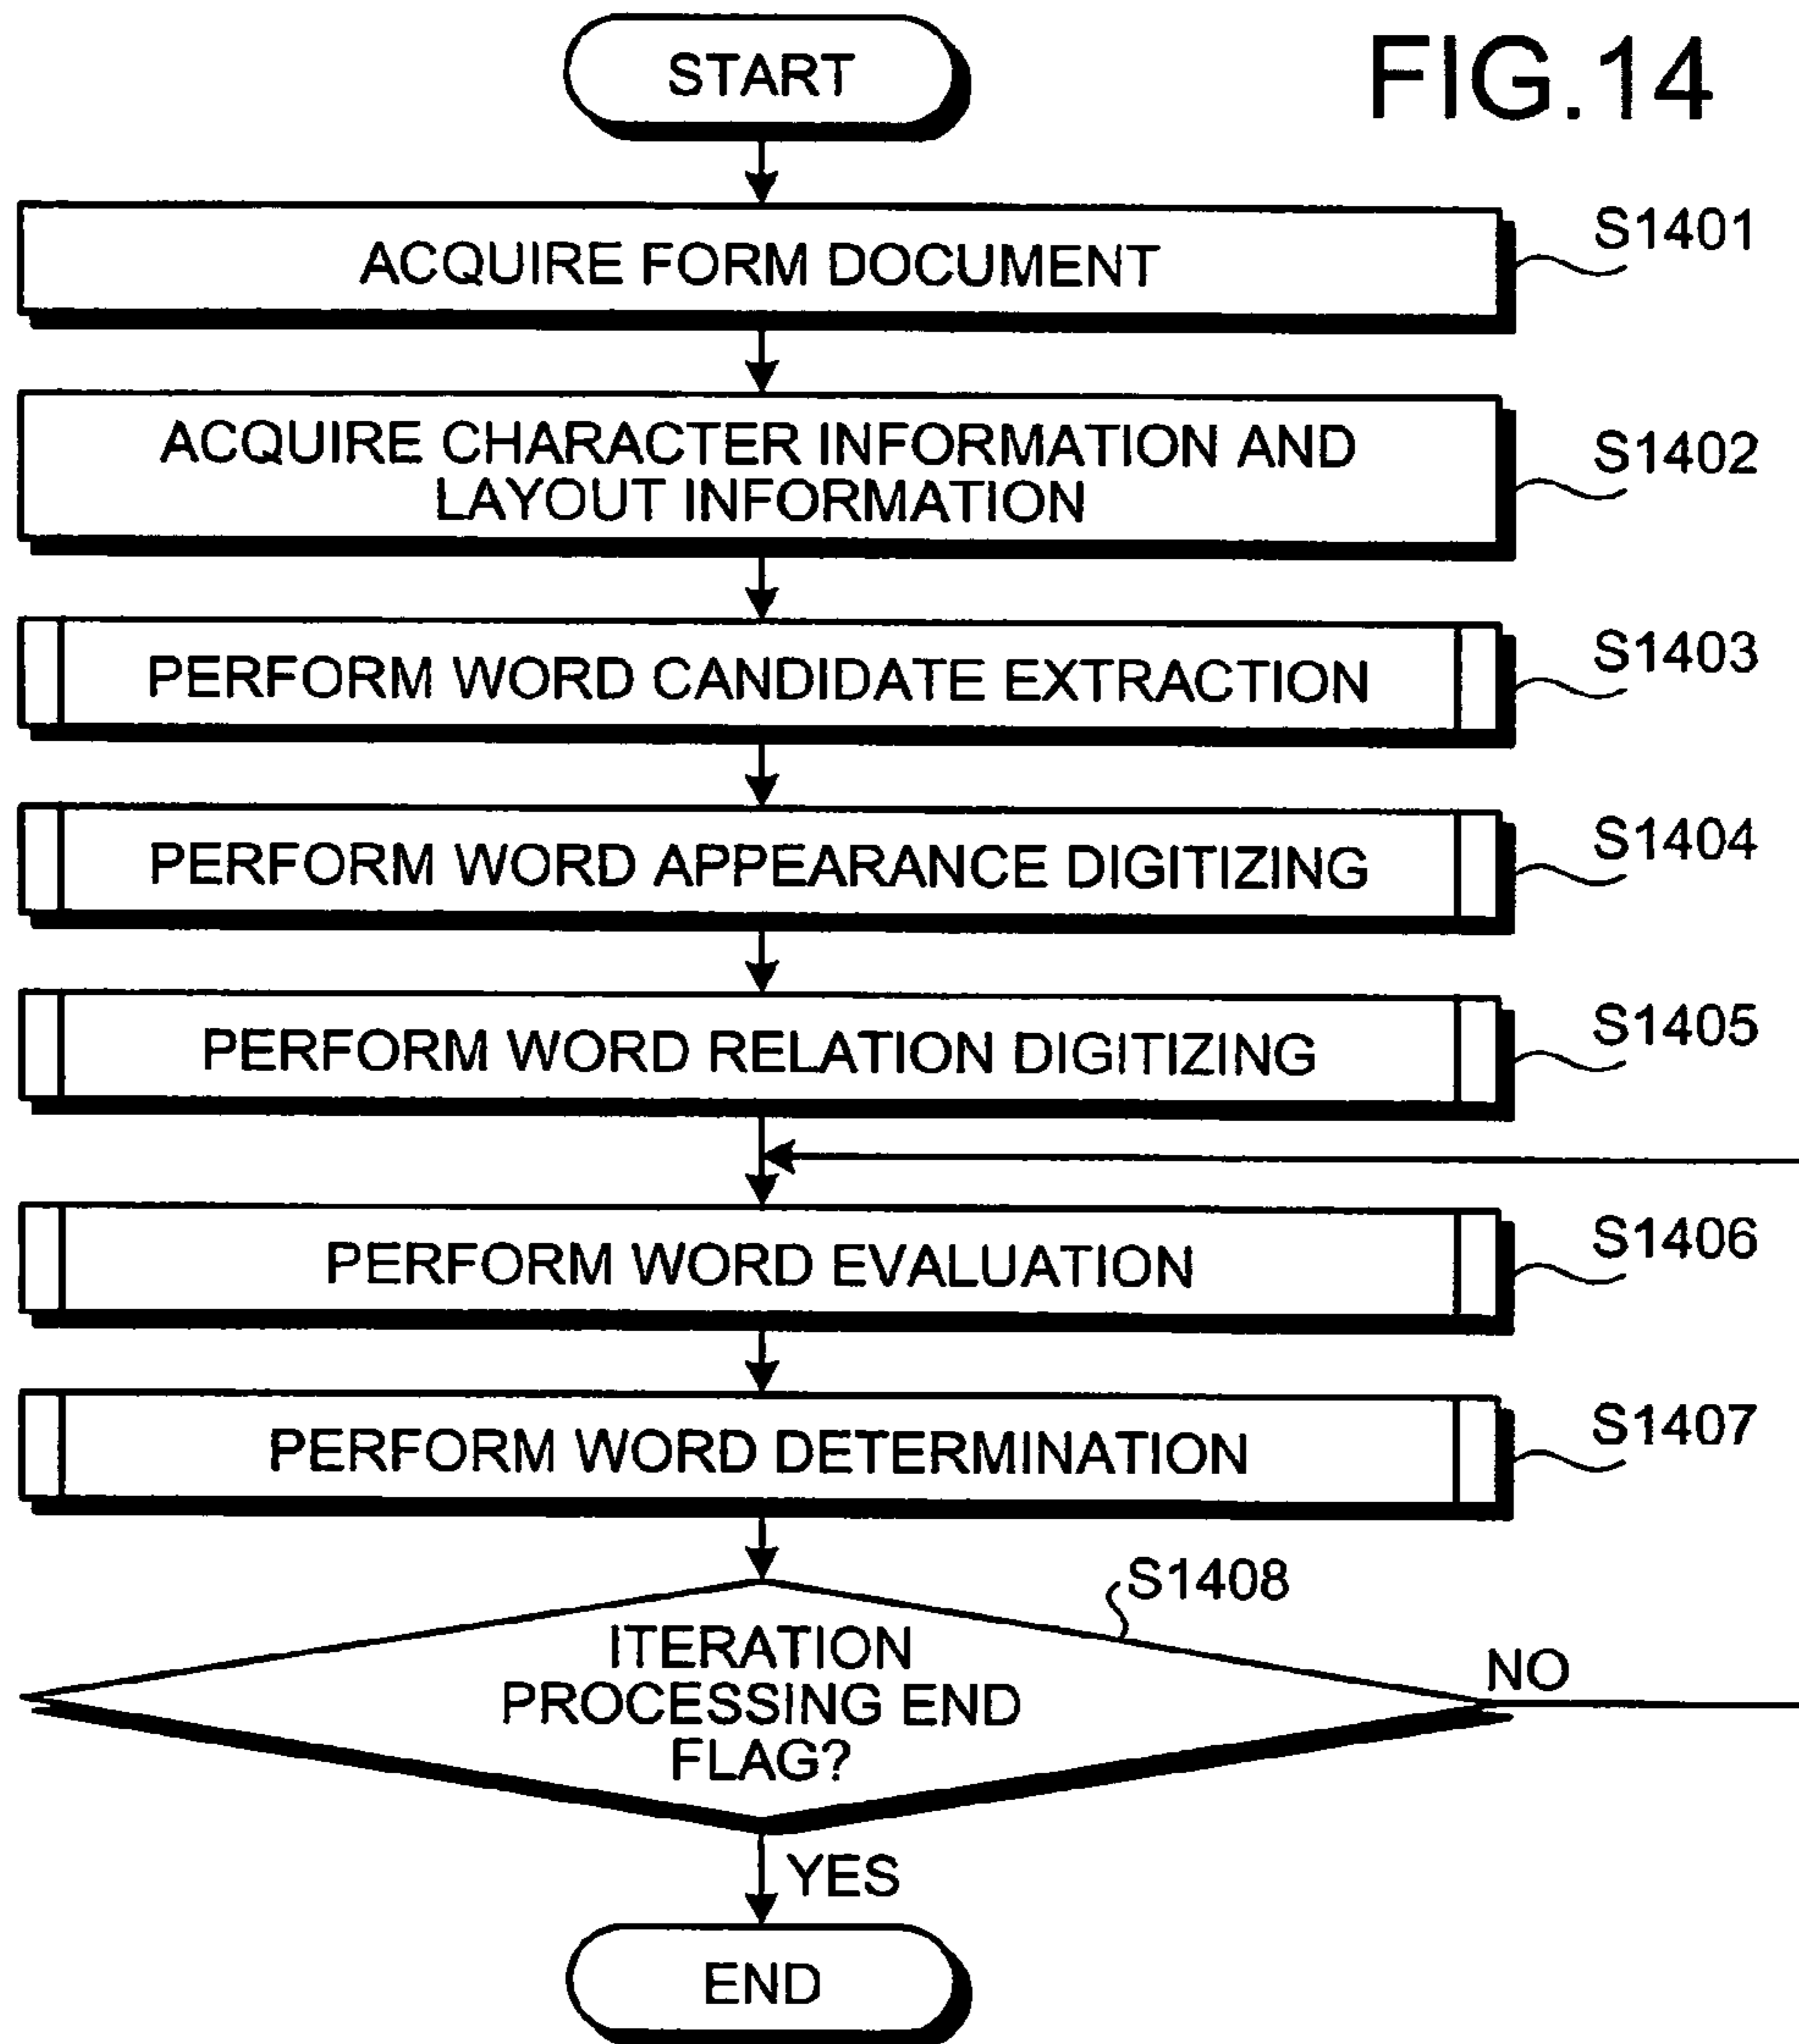 START
FIG.14
ACQUIRE FORM DOCUMENT
S1401
ACQUIRE CHARACTER INFORMATION AND
LAYOUT INFORMATION
S1402
PERFORM WORD CANDIDATE EXTRACTION
S1403
PERFORM WORD APPEARANCE DIGITIZING
S1404
PERFORM WORD RELATION DIGITIZING
S1405
PERFORM WORD EVALUATION
S1406
PERFORM WORD DETERMINATION
S1407
S1408
ITERATION
PROCESSING END
FLAG?
NO
YES
END